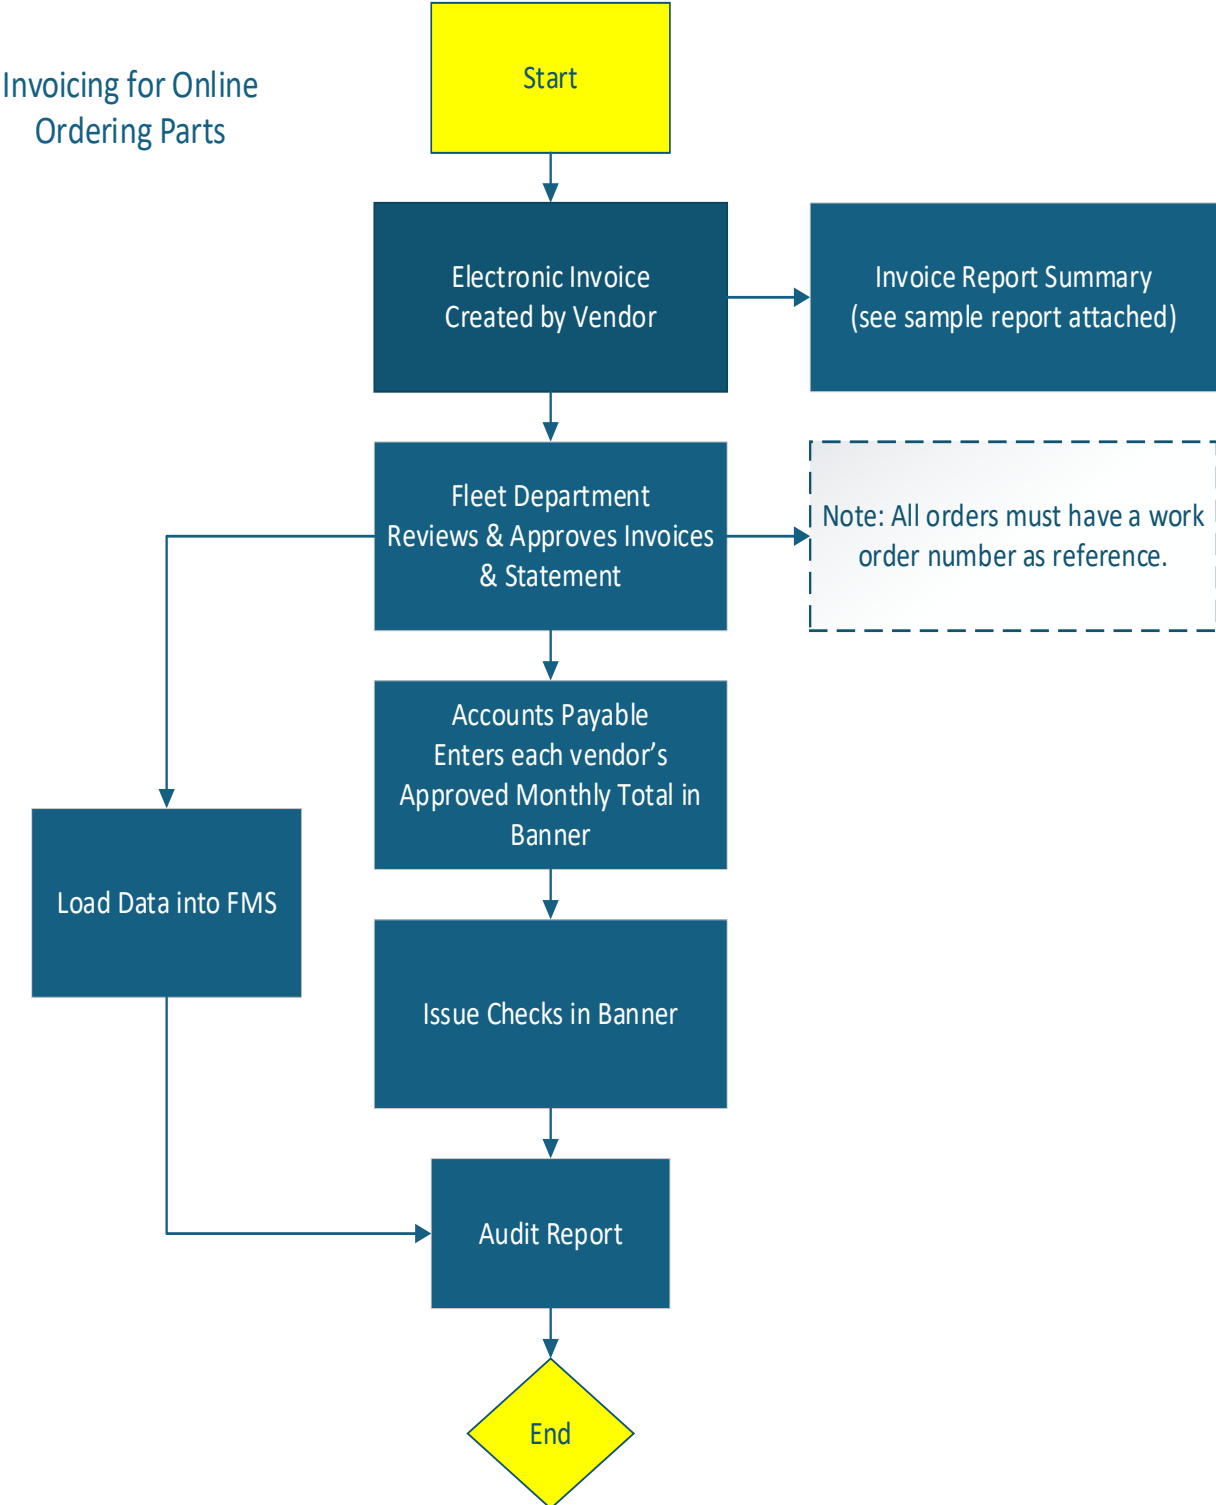 Invoicing for Online
Ordering Parts
Start
Electronic Invoice
Created by Vendor
Invoice Report Summary
(see sample report attached)
Fleet Department
Reviews & Approves Invoices
& Statement
Note: All orders must have a work
order number as reference.
Accounts Payable
Enters each vendor’s
Approved Monthly Total in
Banner
Load Data into FMS
Issue Checks in Banner
Audit Report
End